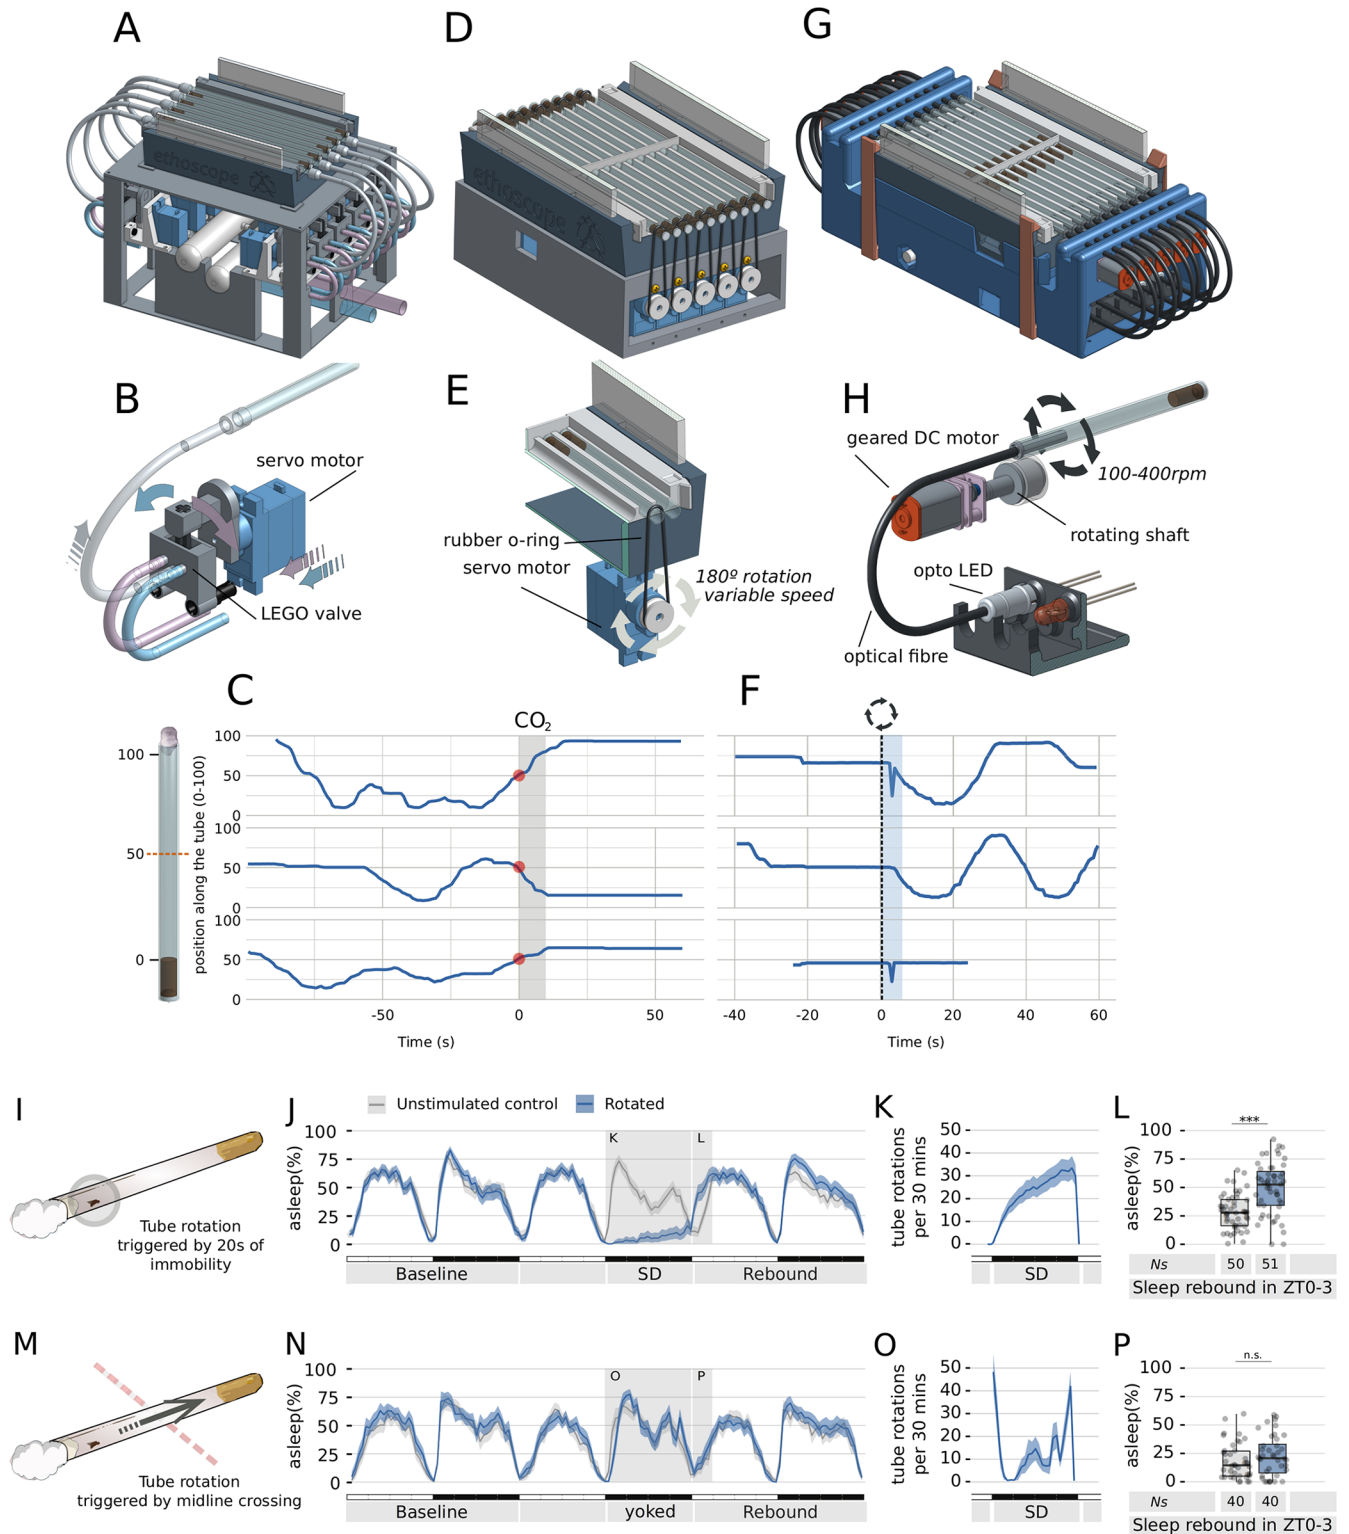 A
D
G
ethoscope
ethoscope
B
servo motor
LEGO valve
E
rubber o-ring
servo motor
180º rotation
variable speed
H
geared DC motor
100-400rpm
rotating shaft
opto LED
optical fibre
C
F
CO2
100
50
0
position along the tube (0-100)
100
50
0
100
50
0
100
50
0
-50 0 50
Time (s)
-40 -20 0 20 40 60
Time (s)
I
Tube rotation
triggered by 20s of
immobility
J
Unstimulated control
Rotated
asleep(%)
100
75
50
25
0
K
L
Baseline
SD
Rebound
K
tube rotations
per 30 mins
50
40
30
20
10
0
SD
L
asleep(%)
100
75
50
25
0
***
Ns 50 51
Sleep rebound in ZT0-3
M
Tube rotation
triggered by midline crossing
N
asleep(%)
100
75
50
25
0
O
P
Baseline
yoked
Rebound
O
tube rotations
per 30 mins
50
40
30
20
10
0
SD
P
asleep(%)
100
75
50
25
0
n.s.
Ns 40 40
Sleep rebound in ZT0-3